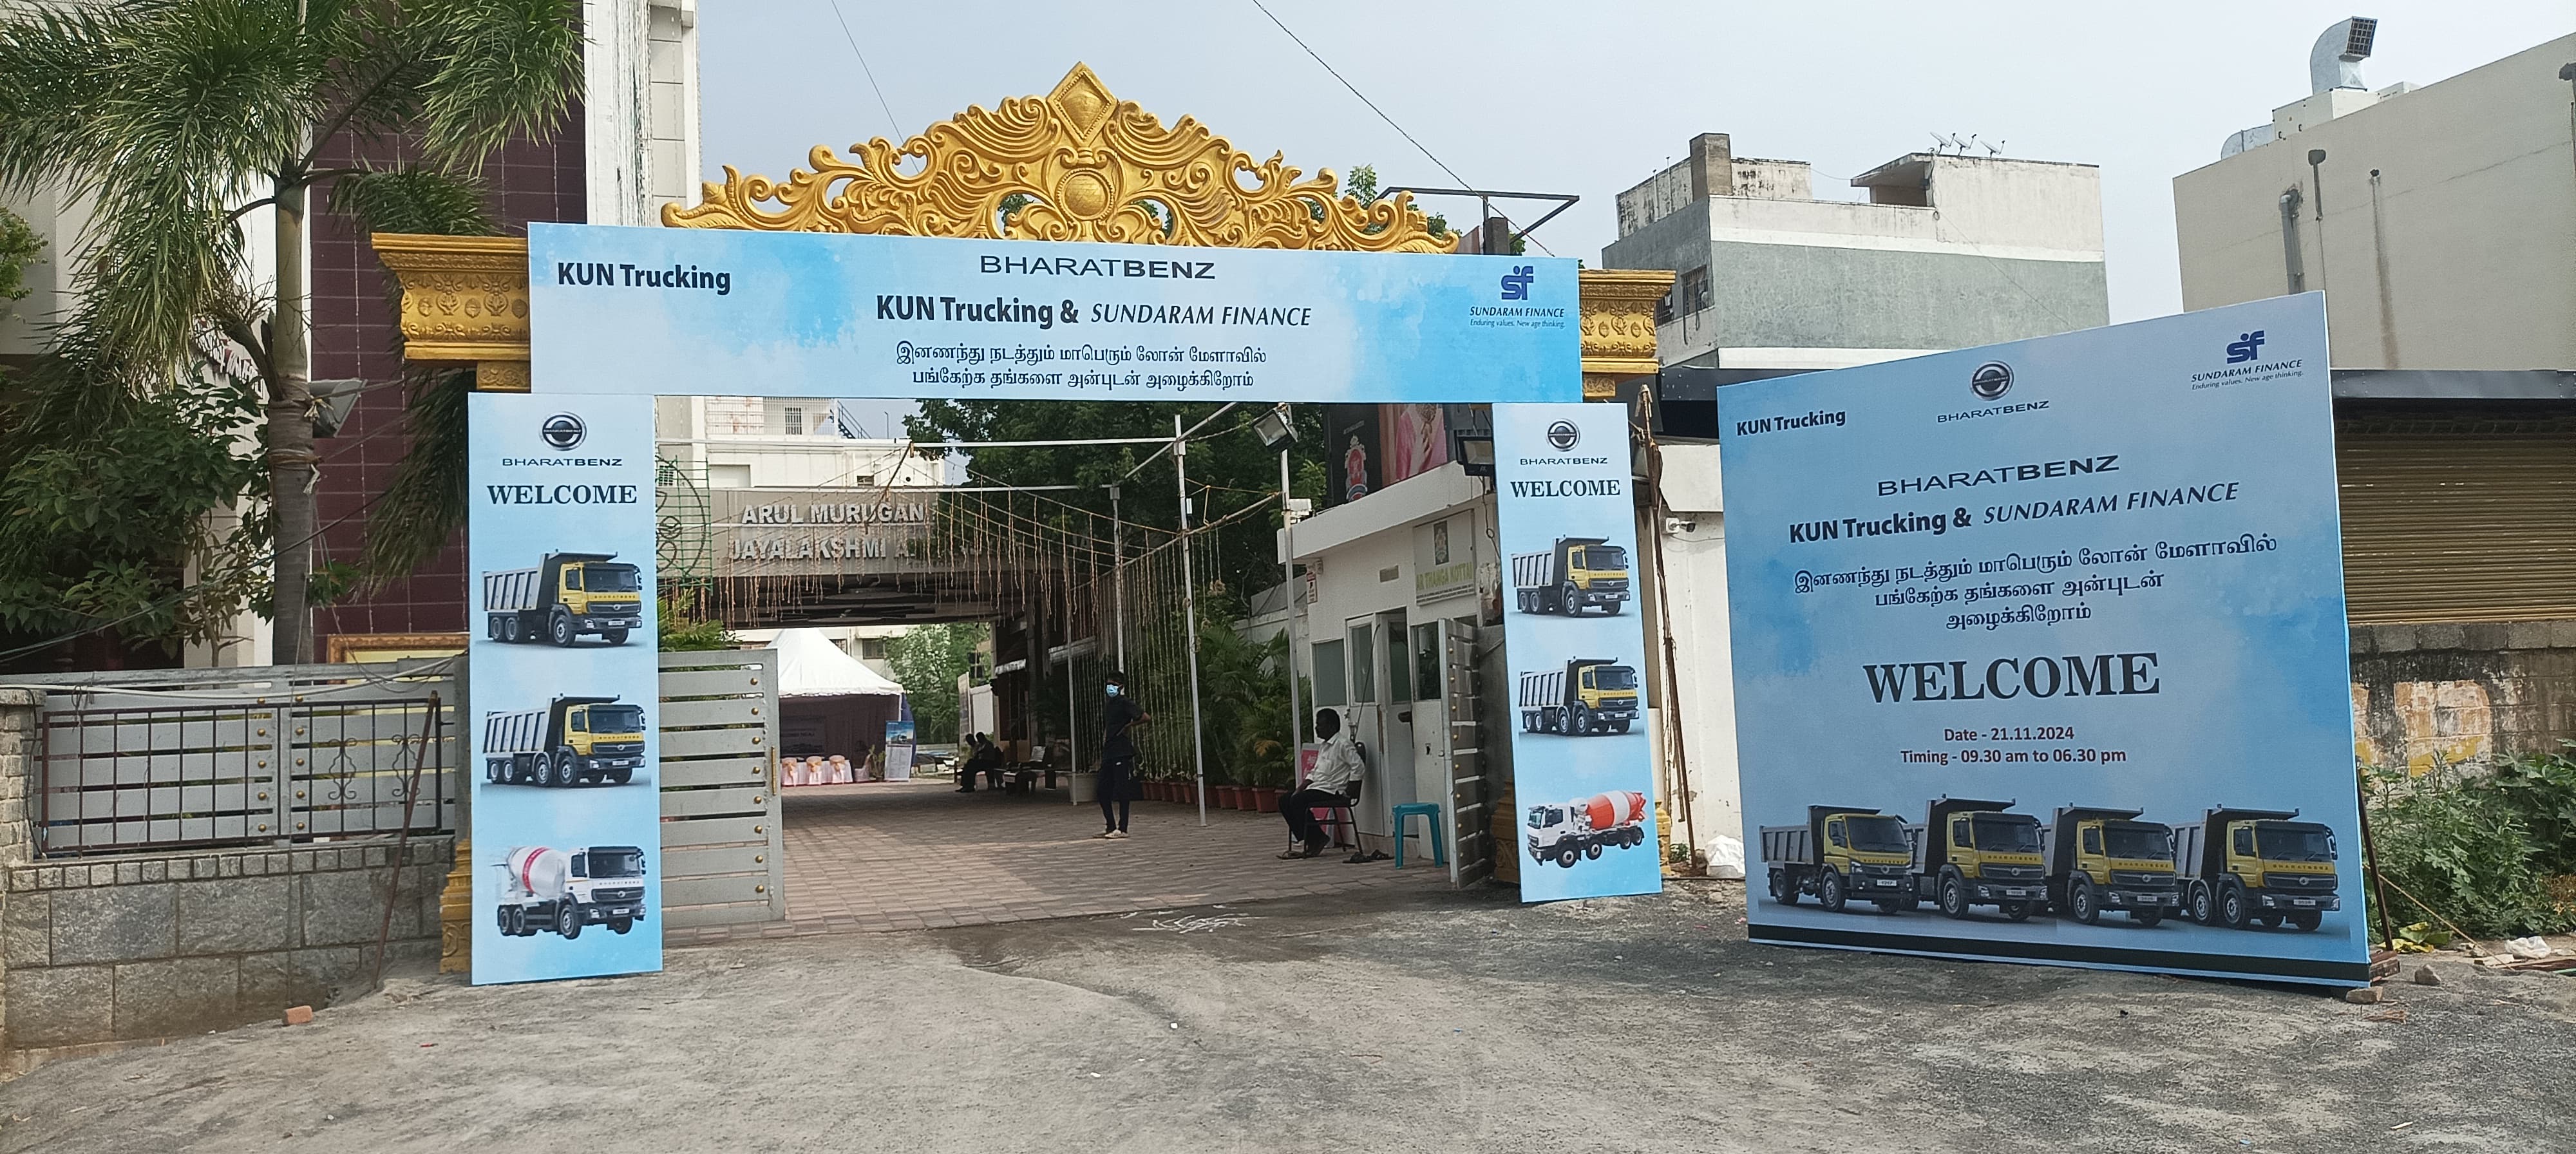 KUN Trucking
BHARATBENZ
KUN Trucking & SUNDARAM FINANCE
இனணந்து நடத்தும் மாபெரும் லோன் மேளாவில்
பங்கேற்க தங்களை அன்புடன் அழைக்கிறோம்
sf
SUNDARAM FINANCE
Enduring values. New age thinking.
BHARATBENZ
WELCOME
ARUL MURUGAN
JAYALAKSHMI
BHARATBENZ
WELCOME
KUN Trucking
BHARATBENZ
sf
SUNDARAM FINANCE
Enduring values. New age thinking.
BHARATBENZ
KUN Trucking & SUNDARAM FINANCE
இனணந்து நடத்தும் மாபெரும் லோன் மேளாவில்
பங்கேற்க தங்களை அன்புடன்
அழைக்கிறோம்
WELCOME
Date - 21.11.2024
Timing - 09.30 am to 06.30 pm